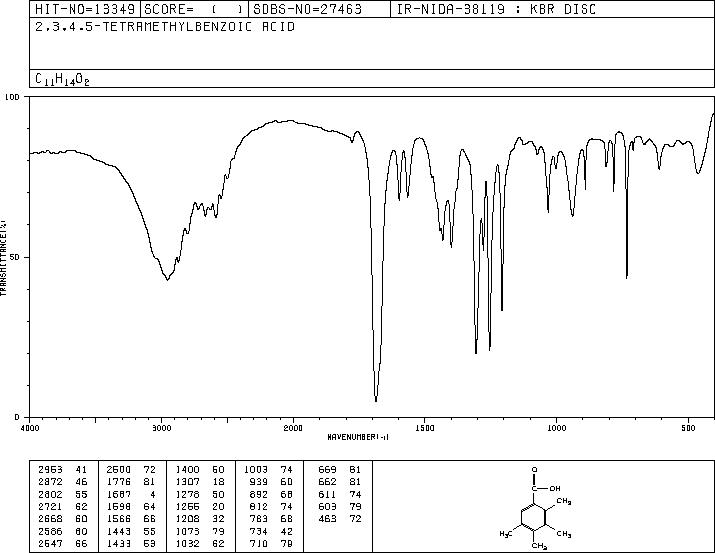 HIT-NO=13349 SCORE= ( ) SDBS-NO=27463 IR-NIDA-38119 : KBR DISC
2,3,4,5-TETRAMETHYLBENZOIC ACID
C11H14O2
100
50
0
TRANSMITTANCE(%)
4000 3000 2000 1500 1000 500
WAVENUMBER(-1)
2963 41 2600 72 1400 50 1003 74 669 81
2872 46 1776 81 1307 18 939 60 662 81
2802 55 1687 4 1278 50 892 68 611 74
2721 62 1598 64 1255 20 812 74 603 79
2668 60 1566 66 1208 32 783 68 463 72
2586 60 1443 55 1073 79 734 42
2547 66 1433 53 1032 62 710 79
O
C OH
CH3
H3C CH3
CH3